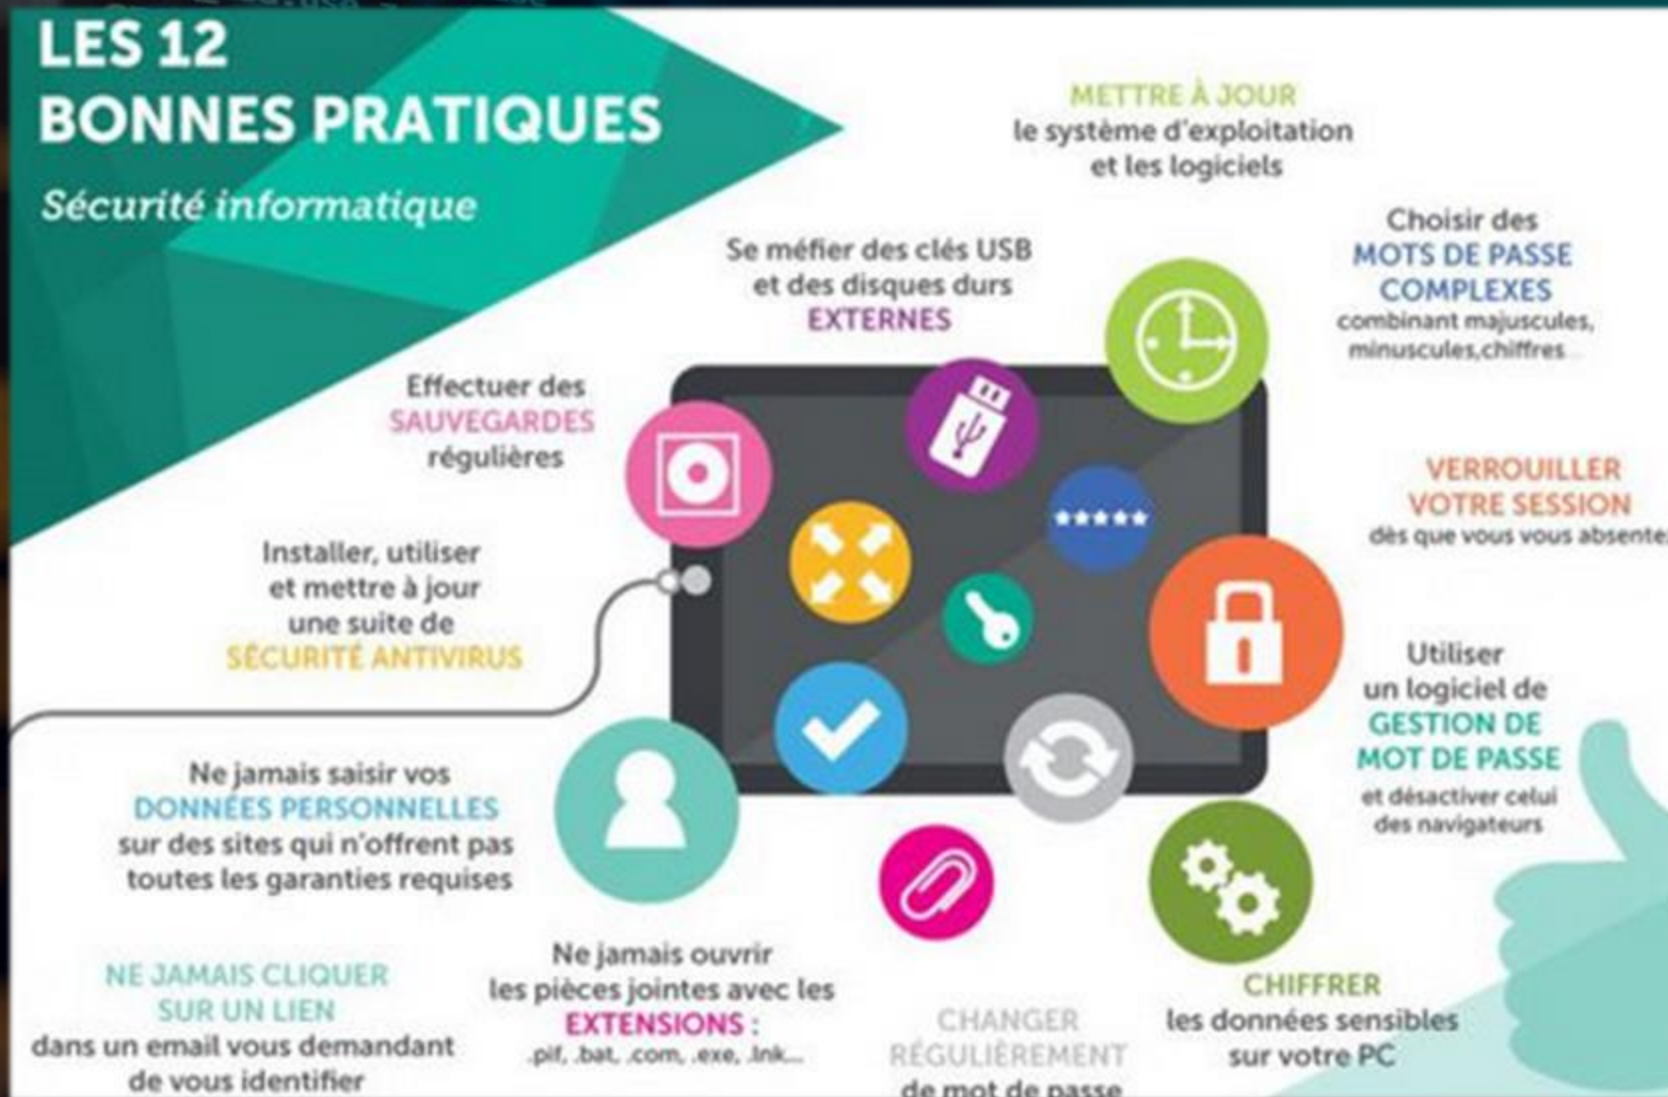 LES 12
BONNES PRATIQUES
Sécurité informatique
METTRE À JOUR
le système d'exploitation
et les logiciels
Choisir des
MOTS DE PASSE
COMPLEXES
combinant majuscules,
minuscules,chiffres...
Se méfier des clés USB
et des disques durs
EXTERNES
Effectuer des
SAUVEGARDES
régulières
VERROUILLER
VOTRE SESSION
dès que vous vous
Installer, utiliser
et mettre à jour
une suite de
SÉCURITÉ ANTIVIRUS
*****
Utiliser
un logiciel de
GESTION DE
MOT DE PASSE
et désactiver celui
des navigateurs
Ne jamais saisir vos
DONNÉES PERSONNELLES
sur des sites qui n'offrent pas
toutes les garanties requises
NE JAMAIS CLIQUER
SUR UN LIEN
dans un email vous demandant
de vous identifier
Ne jamais ouvrir
les pièces jointes avec les
EXTENSIONS :
.pif, .bat, .com, .exe, .lnk...
CHANGER
RÉGULIÈREMENT
de mot de passe
CHIFFRER
les données sensibles
sur votre PC